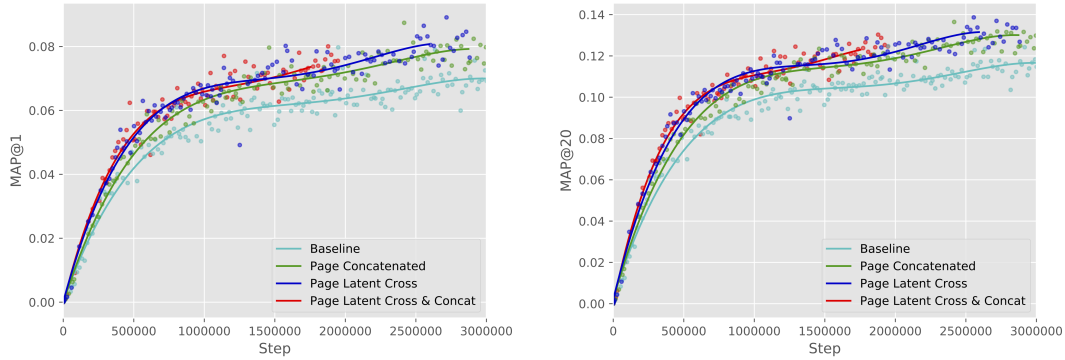 0.08
0.06
0.04
0.02
0.00
MAP@1
0
500000
1000000
1500000
2000000
2500000
3000000
Step
Baseline
Page Concatenated
Page Latent Cross
Page Latent Cross & Concat
0.14
0.12
0.10
0.08
0.06
0.04
0.02
0.00
MAP@20
0
500000
1000000
1500000
2000000
2500000
3000000
Step
Baseline
Page Concatenated
Page Latent Cross
Page Latent Cross & Concat